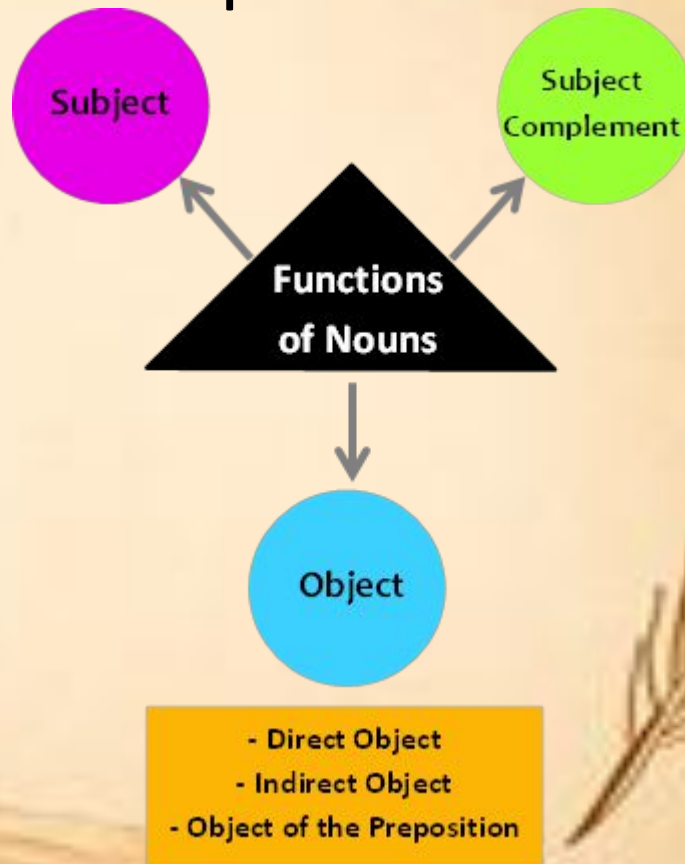 Subject
Subject
Complement
Functions
of Nouns
Object
- Direct Object
- Indirect Object
- Object of the Preposition